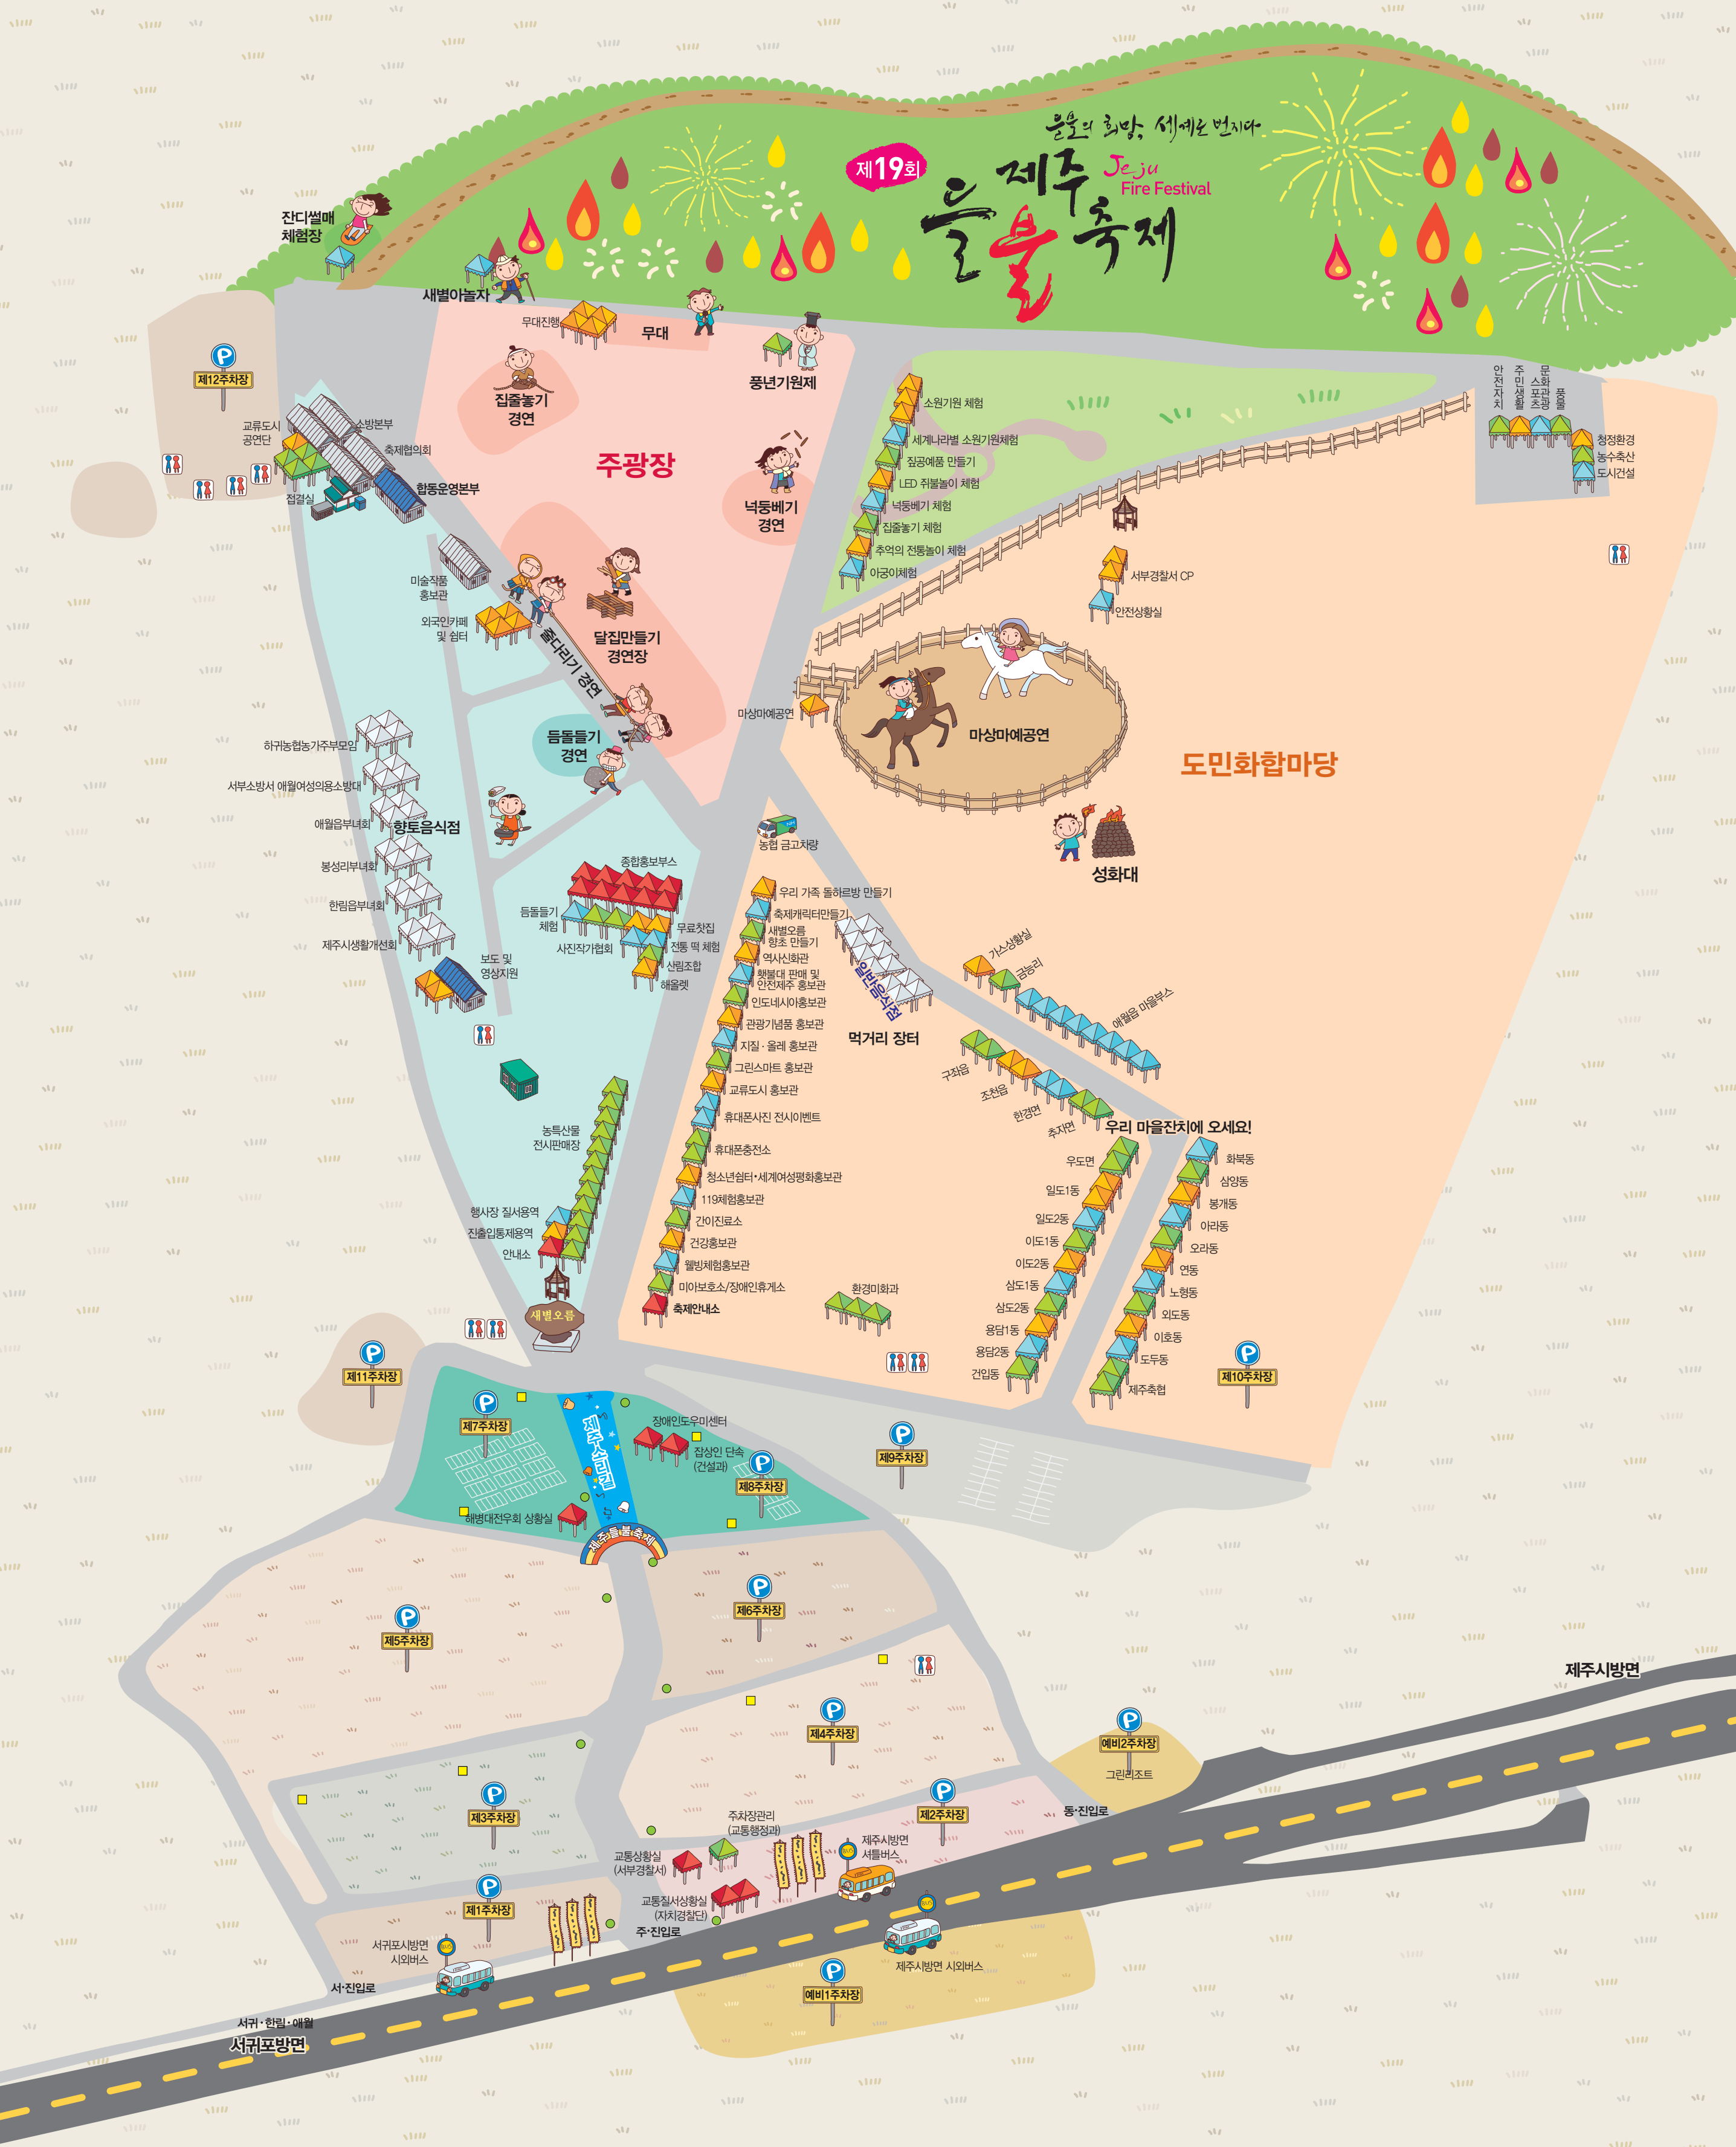 들불의 희망, 세계로 번지다
제19회
제주
Jeju
Fire Festival
들불축제
잔디썰매
체험장
새별아놀자
무대진행
무대
풍년기원제
제12주차장
집줄놓기
경연
주광장
넉둥베기
경연
교류도시
공연단
소방본부
축제협의회
합동운영본부
접견실
소원기원 체험
세계나라별 소원기원체험
짚공예품 만들기
LED 쥐불놀이 체험
넉둥베기 체험
집줄놓기 체험
추억의 전통놀이 체험
아궁이체험
안전자치
주민생활
문화관광
스포츠
풍물
청정환경
농수축산
도시건설
서부경찰서 CP
안전상황실
미술작품
홍보관
외국인카페
및 쉼터
줄다리기 경연
달집만들기
경연장
듬돌들기
경연
마상마예공연
마상마예공연
도민화합마당
성화대
하귀농협농가주부모임
서부소방서 애월여성의용소방대
애월읍부녀회
향토음식점
봉성리부녀회
한림읍부녀회
제주시생활개선회
보도 및
영상지원
종합홍보부스
듬돌들기
체험
무료찻집
사진작가협회
전통 떡 체험
산림조합
해올렛
농협 금고차량
우리 가족 돌하르방 만들기
축제캐릭터만들기
새별오름
향초 만들기
역사신화관
횃불대 판매 및
안전제주 홍보관
인도네시아홍보관
관광기념품 홍보관
지질 · 올레 홍보관
그린스마트 홍보관
교류도시 홍보관
휴대폰사진 전시이벤트
휴대폰충전소
청소년쉼터·세계여성평화홍보관
119체험홍보관
간이진료소
건강홍보관
웰빙체험홍보관
미아보호소/장애인휴게소
축제안내소
일반음식점
먹거리 장터
가스상황실
금능리
애월읍 마을부스
구좌읍
조천읍
한경면
추자면
우리 마을잔치에 오세요!
우도면
일도1동
일도2동
이도1동
이도2동
삼도1동
삼도2동
용담1동
용담2동
건입동
화북동
삼양동
봉개동
아라동
오라동
연동
노형동
외도동
이호동
도두동
제주축협
환경미화과
농특산물
전시판매장
행사장 질서용역
진출입통제용역
안내소
새별오름
제11주차장
제10주차장
제7주차장
제주소리길
장애인도우미센터
잡상인 단속
(건설과)
제8주차장
제9주차장
해병대전우회 상황실
제주들불축제
제6주차장
제5주차장
제4주차장
제3주차장
제주시방면
예비2주차장
그린리조트
동·진입로
제2주차장
주차장관리
(교통행정과)
교통상황실
(서부경찰서)
제주시방면
셔틀버스
BUS
교통질서상황실
(자치경찰단)
BUS
주·진입로
제1주차장
서귀포시방면
시외버스
BUS
제주시방면 시외버스
예비1주차장
서·진입로
서귀·한림·애월
서귀포방면